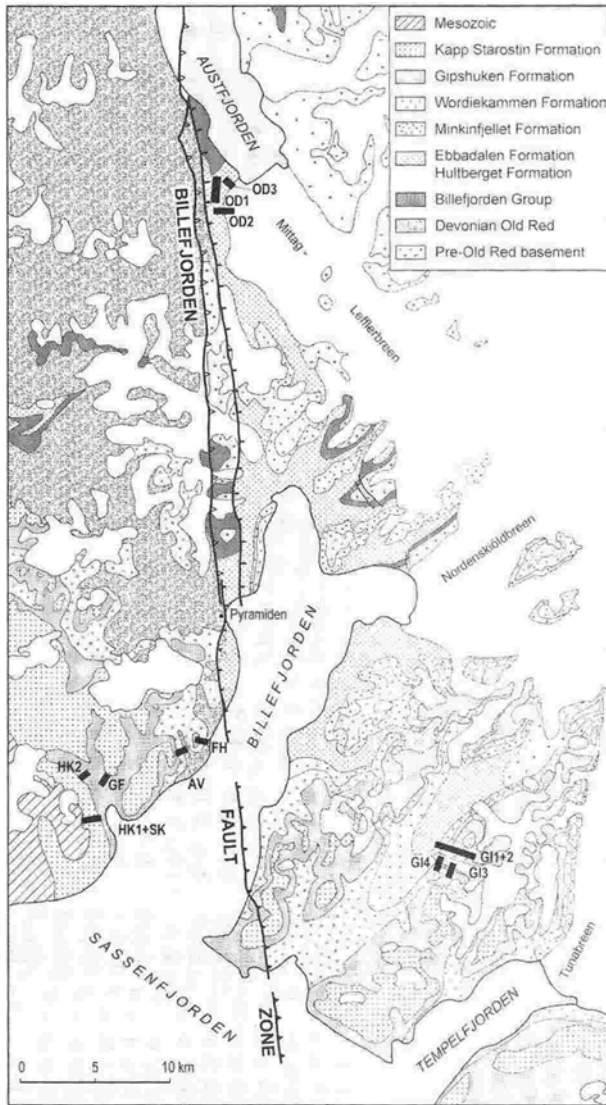 Mesozoic
Kapp Starostin Formation
Gipshuken Formation
Wordiekammen Formation
Minkinfjellet Formation
Ebbadalen Formation
Hultberget Formation
Billefjorden Group
Devonian Old Red
Pre-Old Red basement
AUSTFJORDEN
OD3
OD1
OD2
BILLEFJORDEN
Mittag -
Lefflerbreen
Nordenskiöldbreen
Pyramiden
BILLEFJORDEN
FH
HK2
GF
AV
HK1+SK
FAULT
GI1+2
GI4
GI3
Tunabreen
SASSENFJORDEN
ZONE
TEMPELFJORDEN
0 5 10 km